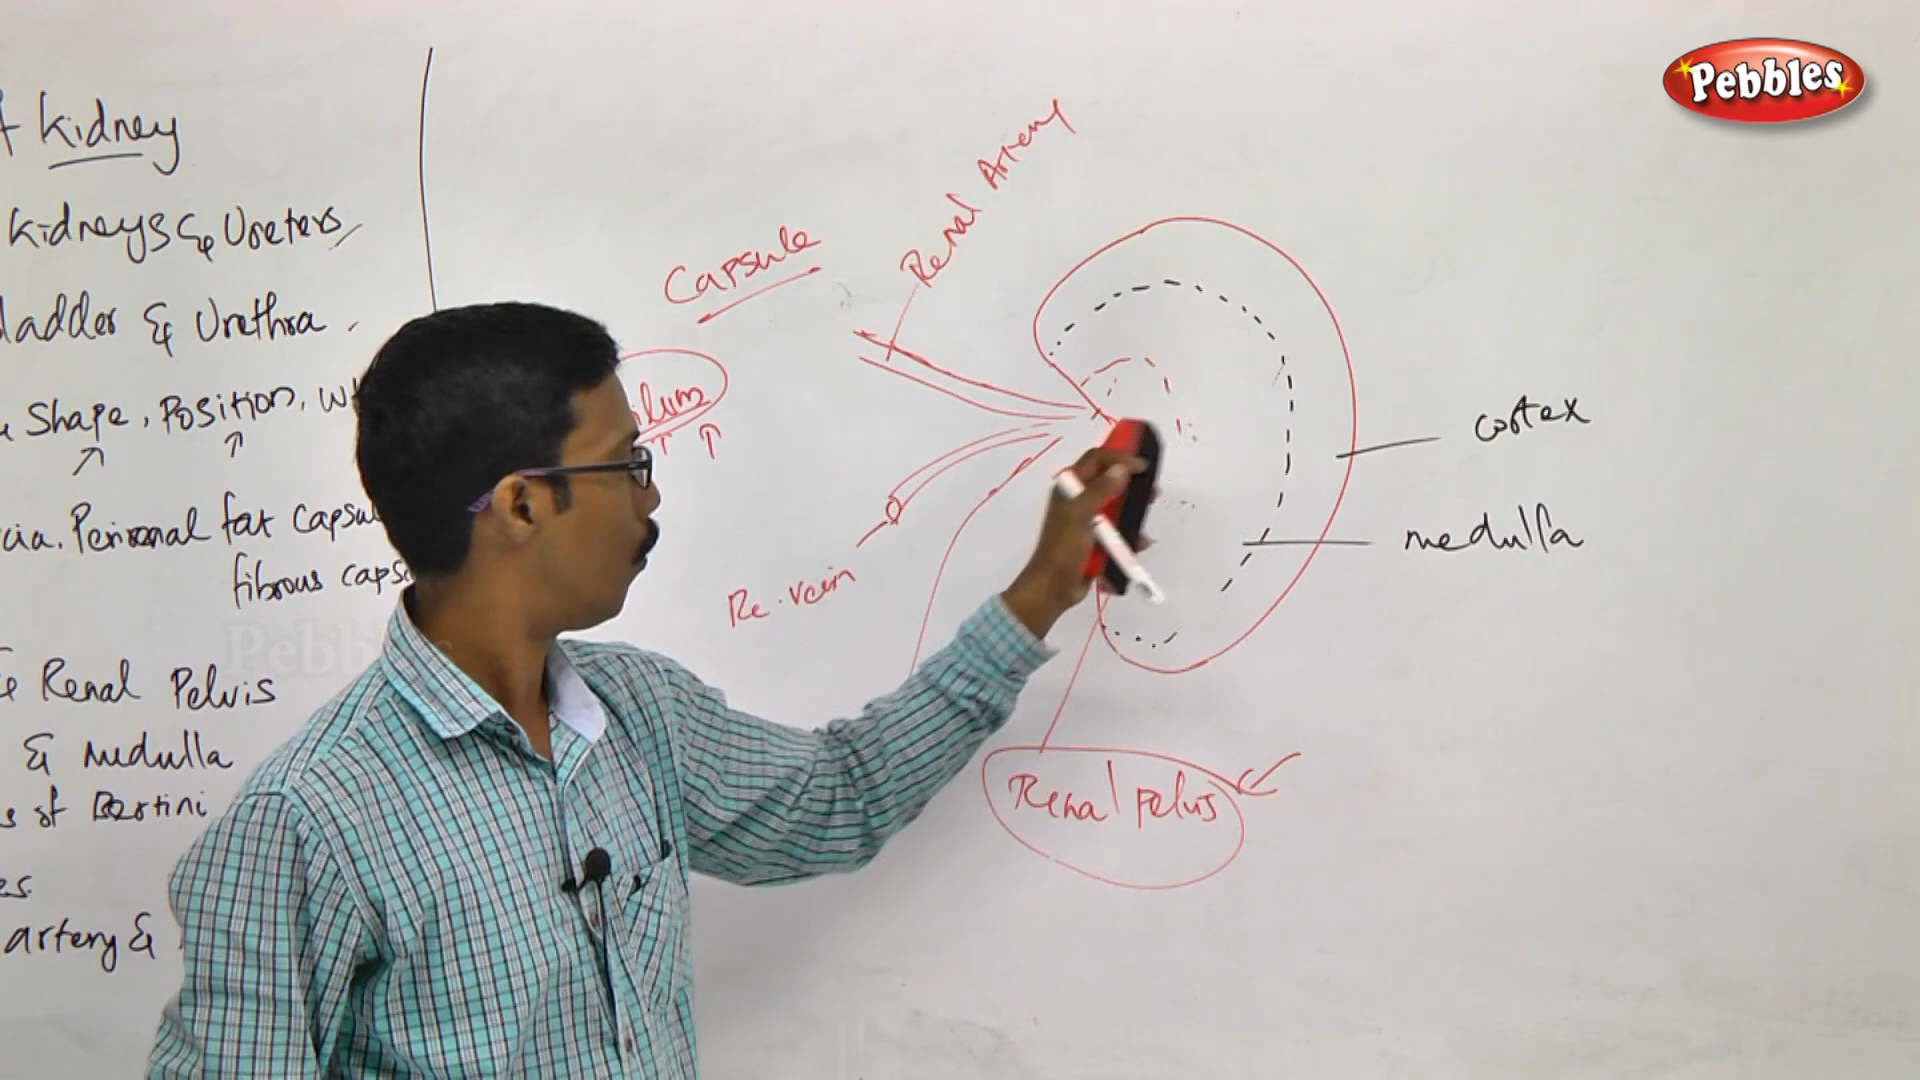 Kidney
Kidneys & Ureters
ladder & Urethra
Shape, Position,
cia. Perirenal fat Capsul
fibrous caps
Renal Pelvis
& medulla
s of Bertini
es.
artery &
Capsule
Renal Artery
ilum
Re. vein
Renal Pelvis
cortex
medulla
Pebbles
Pebbles